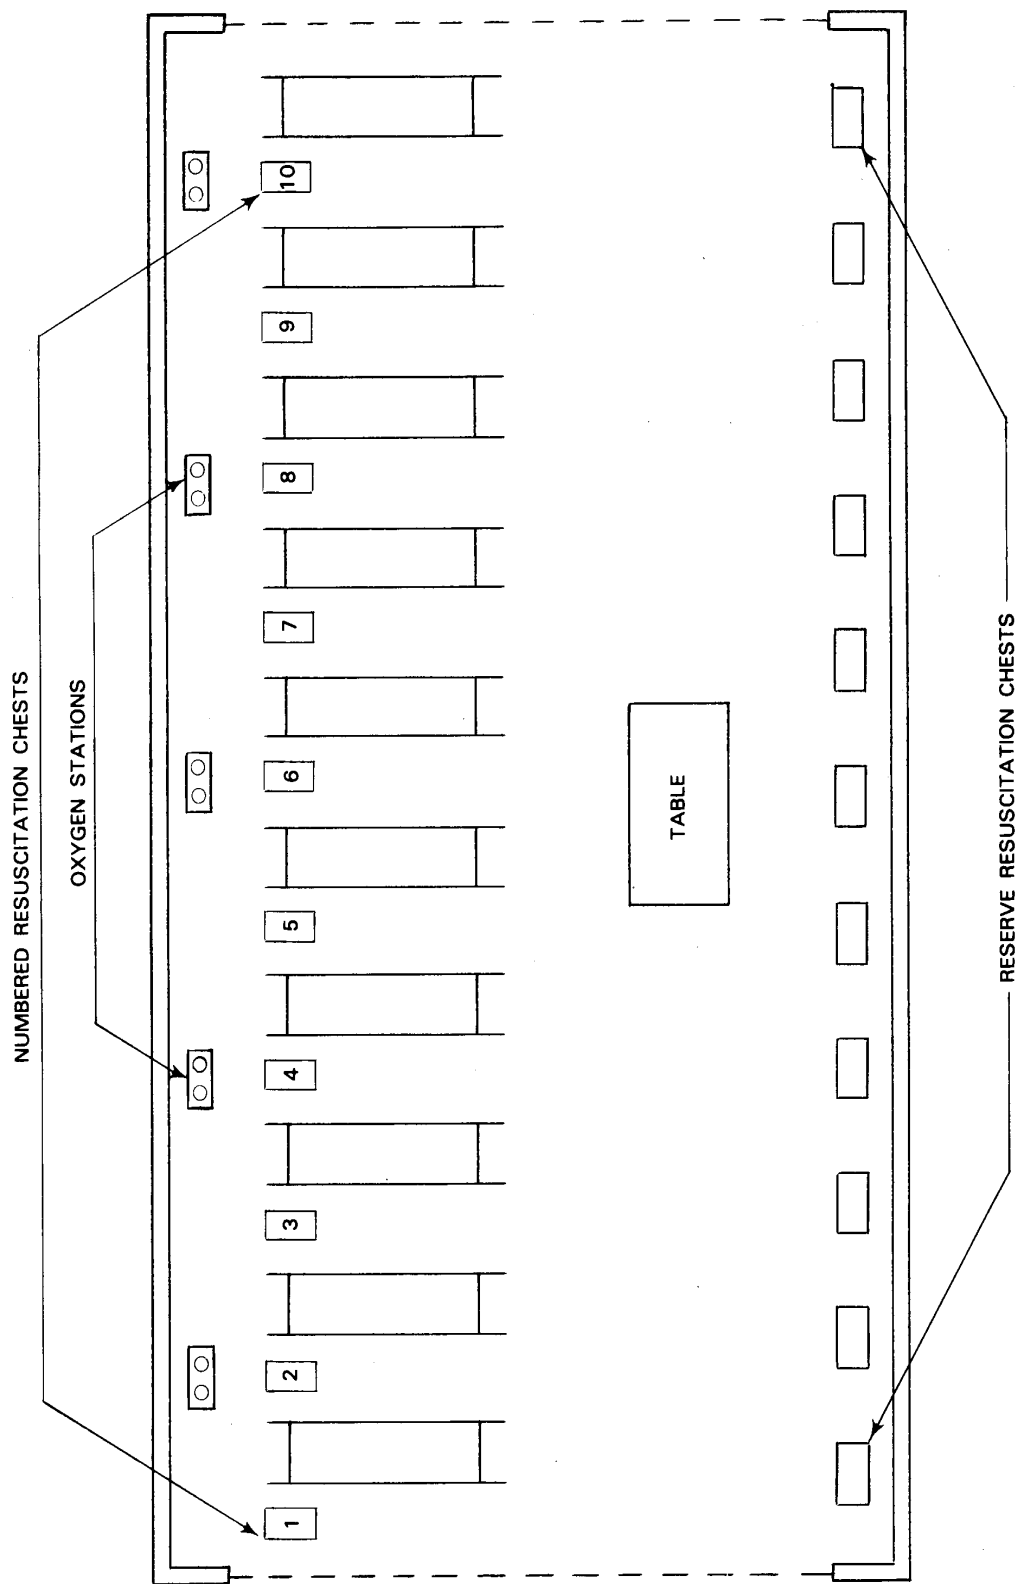 NUMBERED RESUSCITATION CHESTS
OXYGEN STATIONS
1
2
3
4
5
6
7
8
9
10
TABLE
RESERVE RESUSCITATION CHESTS